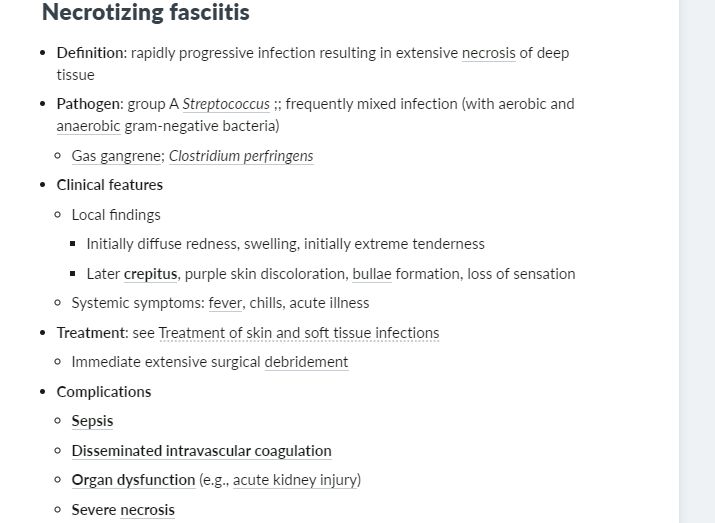 Necrotizing fasciitis
Definition: rapidly progressive infection resulting in extensive necrosis of deep
tissue
Pathogen: group A Streptococcus ;; frequently mixed infection (with aerobic and
anaerobic gram-negative bacteria)
Gas gangrene; Clostridium perfringens
Clinical features
Local findings
Initially diffuse redness, swelling, initially extreme tenderness
Later crepitus, purple skin discoloration, bullae formation, loss of sensation
Systemic symptoms: fever, chills, acute illness
Treatment: see Treatment of skin and soft tissue infections
Immediate extensive surgical debridement
Complications
Sepsis
Disseminated intravascular coagulation
Organ dysfunction (e.g., acute kidney injury)
Severe necrosis